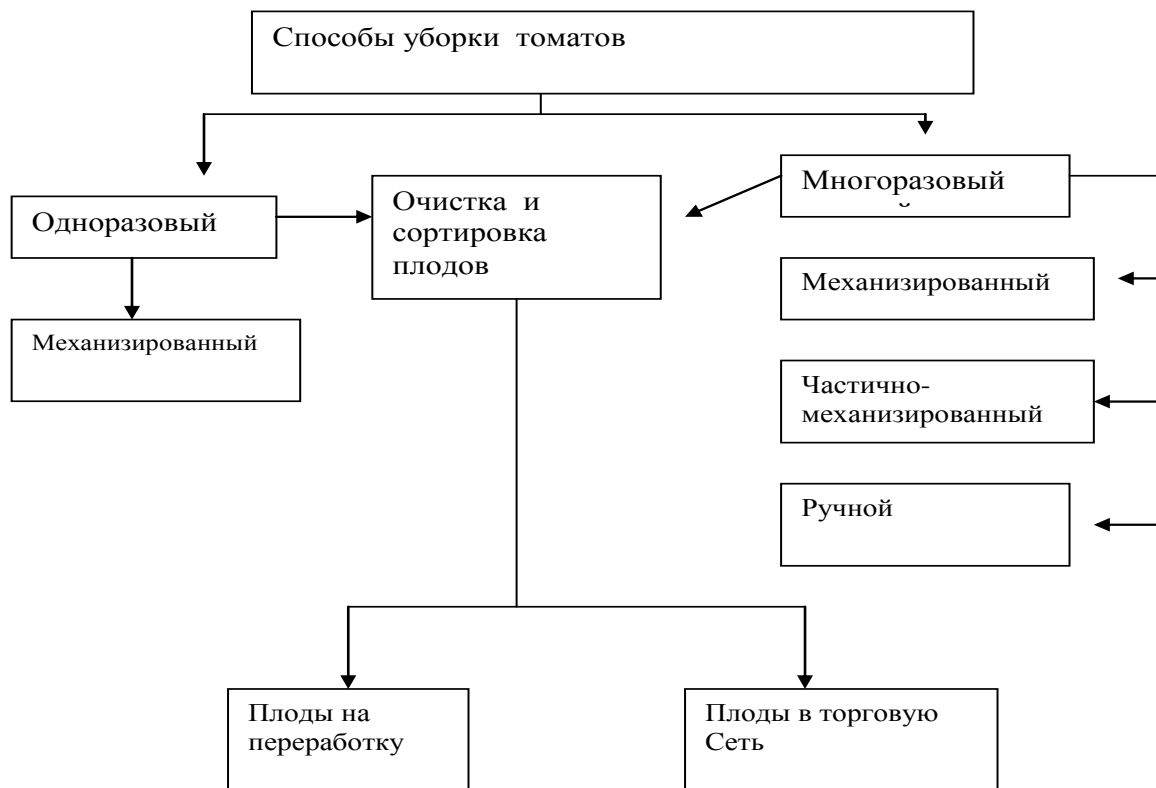 Способы уборки томатов
Многоразовый
Одноразовый
Очистка и
сортировка
плодов
Механизированный
Механизированный
Частично-
механизированный
Ручной
Плоды на
переработку
Плоды в торговую
Сеть